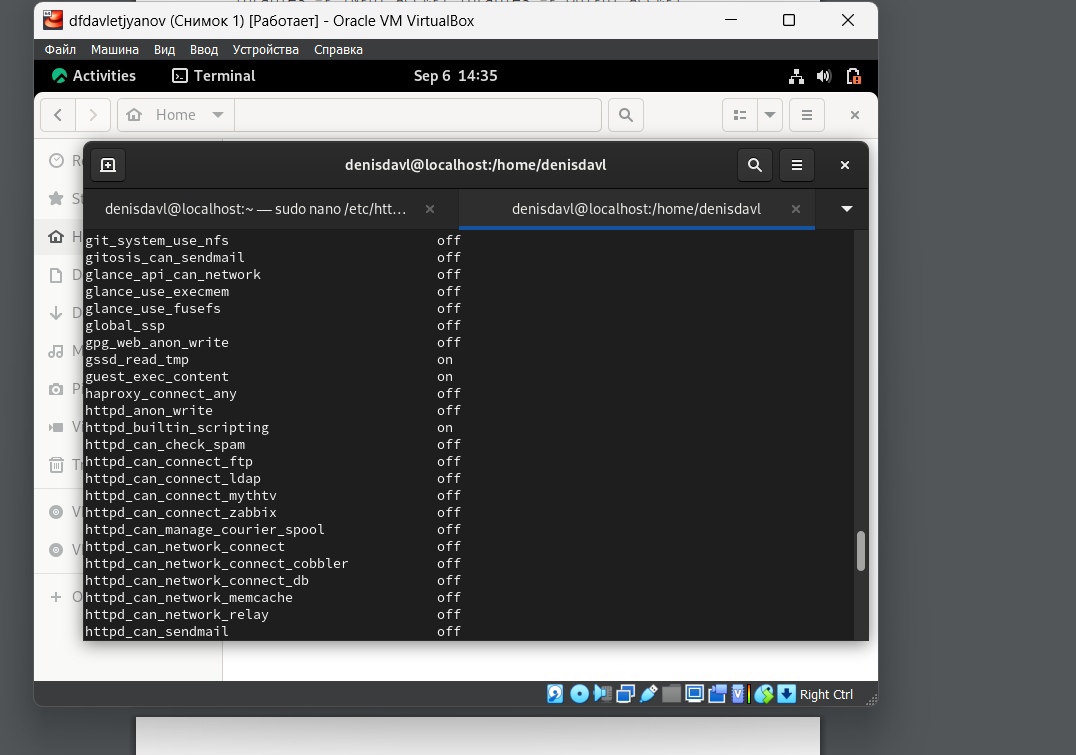 dfdavletjyanov (Снимок 1) [Работает] - Oracle VM VirtualBox
Файл Машина Вид Ввод Устройства Справка
Activities Terminal Sep 6 14:35
Home
denisdavl@localhost:/home/denisdavl
denisdavl@localhost:~ — sudo nano /etc/htt... denisdavl@localhost:/home/denisdavl
git_system_use_nfs off
gitosis_can_sendmail off
glance_api_can_network off
glance_use_execmem off
glance_use_fusefs off
global_ssp off
gpg_web_anon_write off
gssd_read_tmp on
guest_exec_content on
haproxy_connect_any off
httpd_anon_write off
httpd_builtin_scripting on
httpd_can_check_spam off
httpd_can_connect_ftp off
httpd_can_connect_ldap off
httpd_can_connect_mythtv off
httpd_can_connect_zabbix off
httpd_can_manage_courier_spool off
httpd_can_network_connect off
httpd_can_network_connect_cobbler off
httpd_can_network_connect_db off
httpd_can_network_memcache off
httpd_can_network_relay off
httpd_can_sendmail off
Right Ctrl